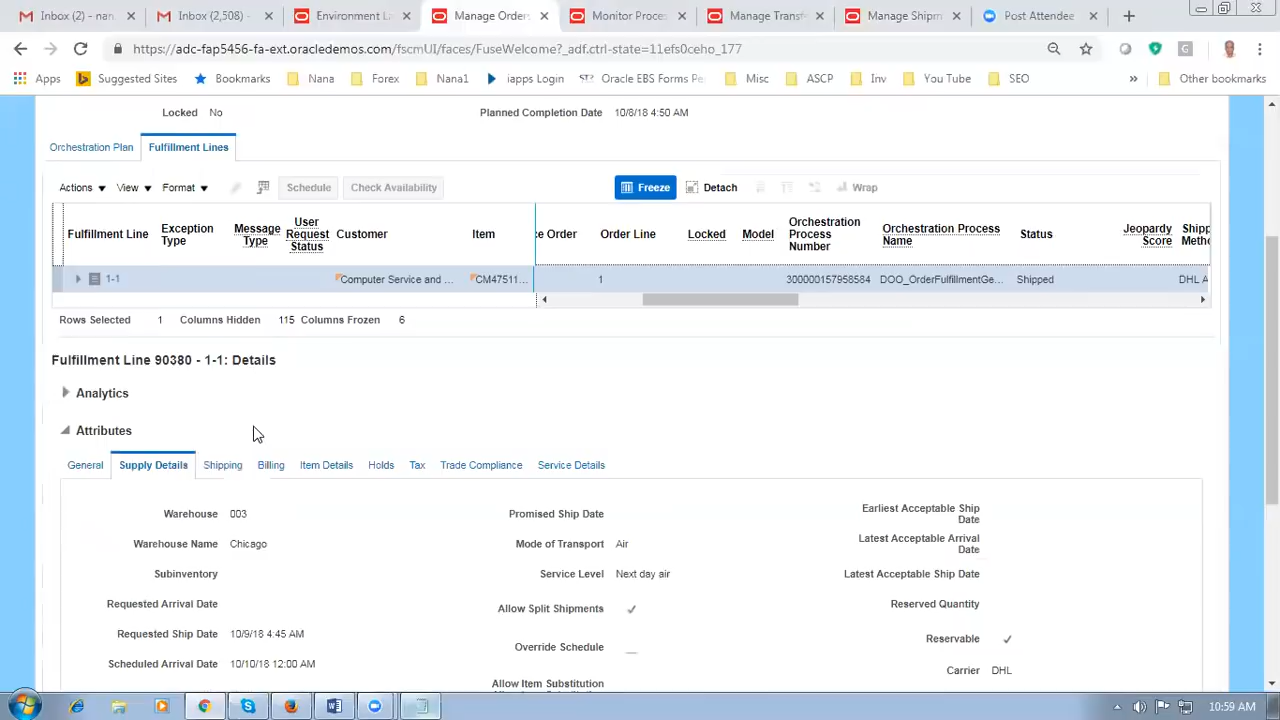 Inbox (27) - nan
Inbox (2,508)
Environment L
Manage Orders
Monitor Proces
Manage Transf
Manage Shipm
Post Attendee
https://adc-fap5456-fa-ext.oracledemos.com/fscmUI/faces/FuseWelcome?_adf.ctrl-state=11efs0ceho_177
Apps Suggested Sites Bookmarks Nana Forex Nana1 iapps Login Oracle EBS Forms Pe Misc ASCP Inv You Tube SEO » Other bookmarks
Locked No Planned Completion Date 10/8/18 4:50 AM
Orchestration Plan Fulfillment Lines
Actions View Format Schedule Check Availability Freeze Detach Wrap
Fulfillment Line
Exception
Type
Message
Type
User
Request
Status
Customer
Item
ce Order
Order Line
Locked
Model
Orchestration
Process
Number
Orchestration Process
Name
Status
Jeopardy
Score
Shipp
Metho
1-1 Computer Service and ... CM47511... 1 300000157958584 DOO_OrderFulfillmentGe... Shipped DHL A
Rows Selected 1 Columns Hidden 115 Columns Frozen 6
Fulfillment Line 90380 - 1-1: Details
Analytics
Attributes
General Supply Details Shipping Billing Item Details Holds Tax Trade Compliance Service Details
Warehouse 003
Warehouse Name Chicago
Subinventory
Requested Arrival Date
Requested Ship Date 10/9/18 4:45 AM
Scheduled Arrival Date 10/10/18 12:00 AM
Promised Ship Date
Mode of Transport Air
Service Level Next day air
Allow Split Shipments ✓
Override Schedule
Allow Item Substitution
Earliest Acceptable Ship
Date
Latest Acceptable Arrival
Date
Latest Acceptable Ship Date
Reserved Quantity
Reservable ✓
Carrier DHL
10:59 AM